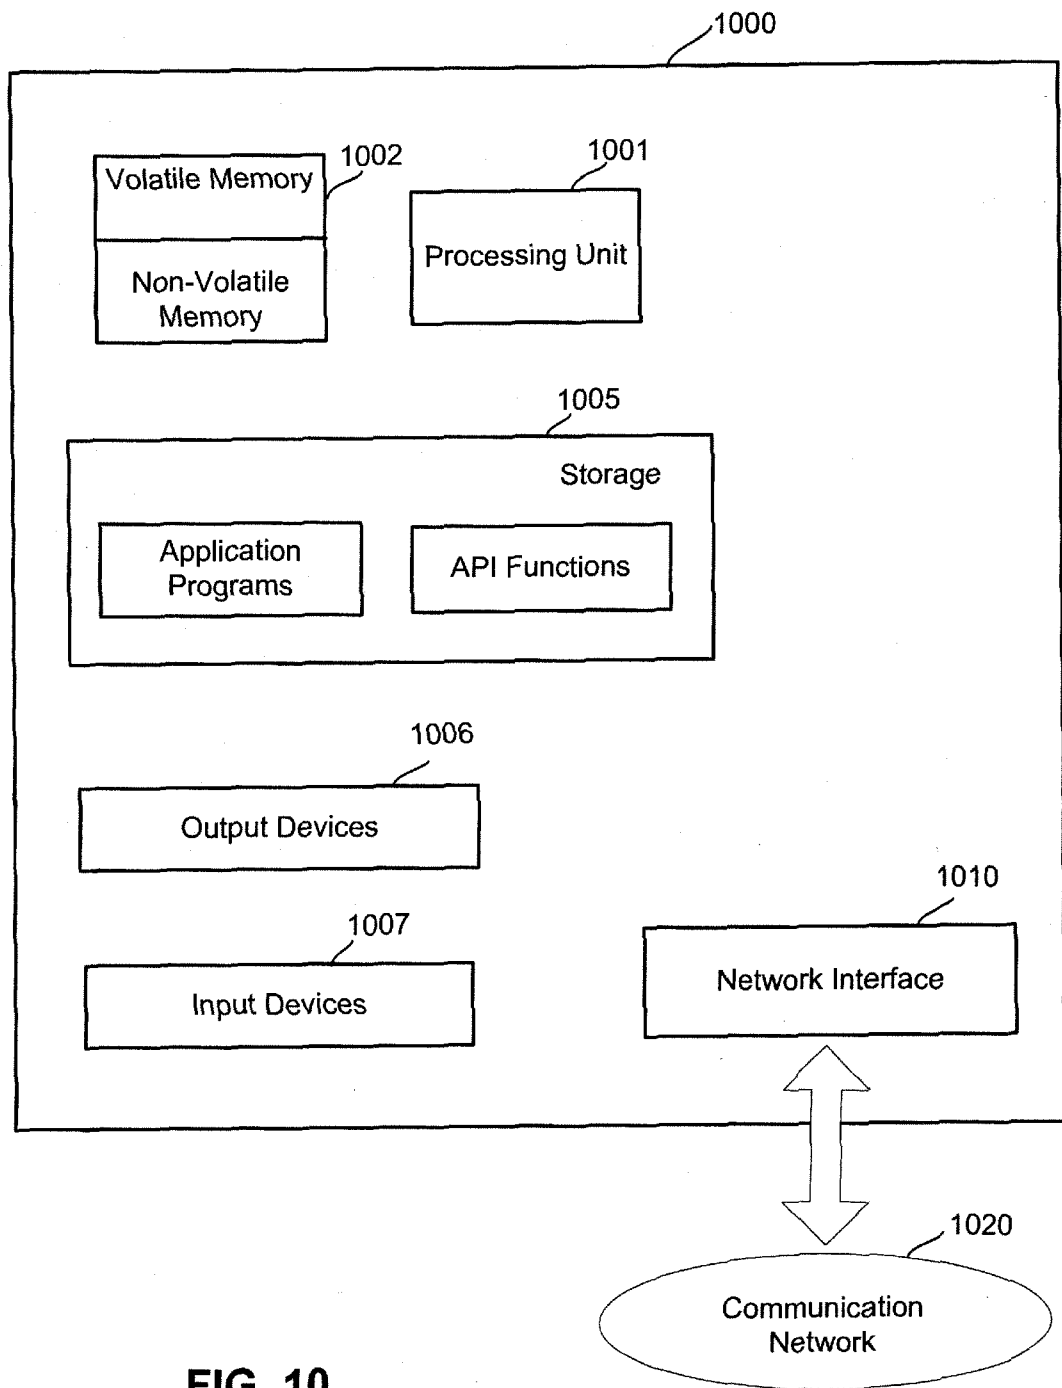 1000
1002
1001
Volatile Memory
Processing Unit
Non-Volatile
Memory
1005
Storage
Application
Programs
API Functions
1006
Output Devices
1010
1007
Network Interface
Input Devices
1020
Communication
Network
FIG. 10